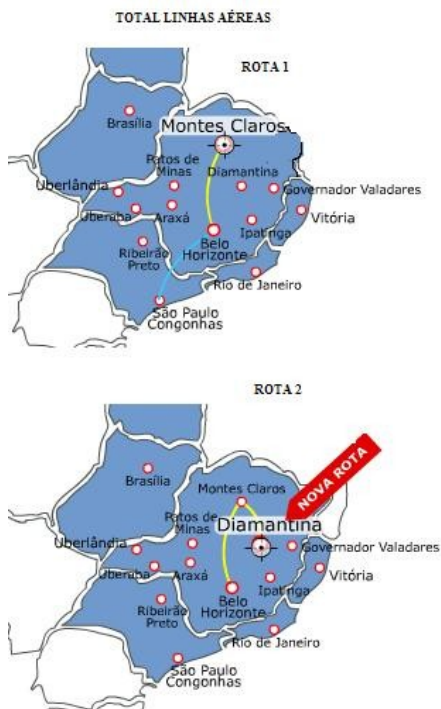 TOTAL LINHAS AÉREAS
ROTA 1
Brasília
Montes Claros
Patos de
Minas
Diamantina
Uberlândia
Governador Valadares
Uberaba
Araxá
Ipatinga
Vitória
Belo
Horizonte
Ribeirão
Preto
Rio de Janeiro
São Paulo
Congonhas
ROTA 2
NOVA ROTA
Brasília
Montes Claros
Patos de
Minas
Diamantina
Uberlândia
Governador Valadares
Uberaba
Araxá
Ipatinga
Vitória
Belo
Horizonte
Ribeirão
Preto
Rio de Janeiro
São Paulo
Congonhas